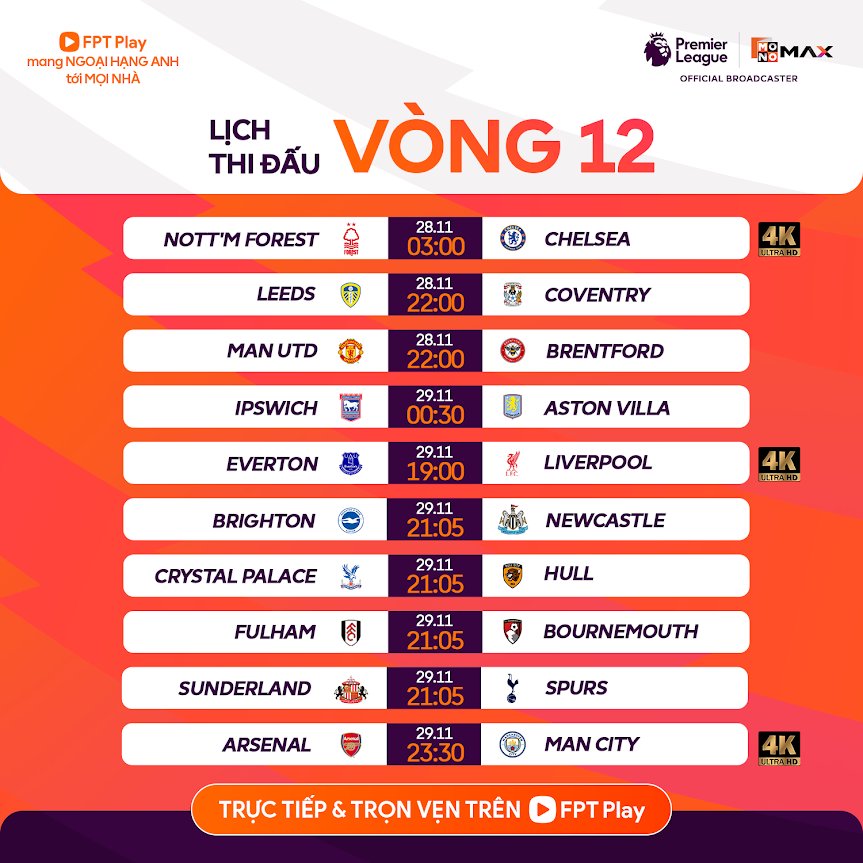 FPT Play
mang NGOẠI HẠNG ANH
tới MỌI NHÀ
Premier
League
MONO MAX
OFFICIAL BROADCASTER
LỊCH
THI ĐẤU
VÒNG 12
NOTT'M FOREST 28.11 03:00 CHELSEA 4K ULTRA HD
LEEDS 28.11 22:00 COVENTRY
MAN UTD 28.11 22:00 BRENTFORD
IPSWICH 29.11 00:30 ASTON VILLA
EVERTON 29.11 19:00 LIVERPOOL 4K ULTRA HD
BRIGHTON 29.11 21:05 NEWCASTLE
CRYSTAL PALACE 29.11 21:05 HULL
FULHAM 29.11 21:05 BOURNEMOUTH
SUNDERLAND 29.11 21:05 SPURS
ARSENAL 29.11 23:30 MAN CITY 4K ULTRA HD
TRỰC TIẾP & TRỌN VẸN TRÊN FPT Play